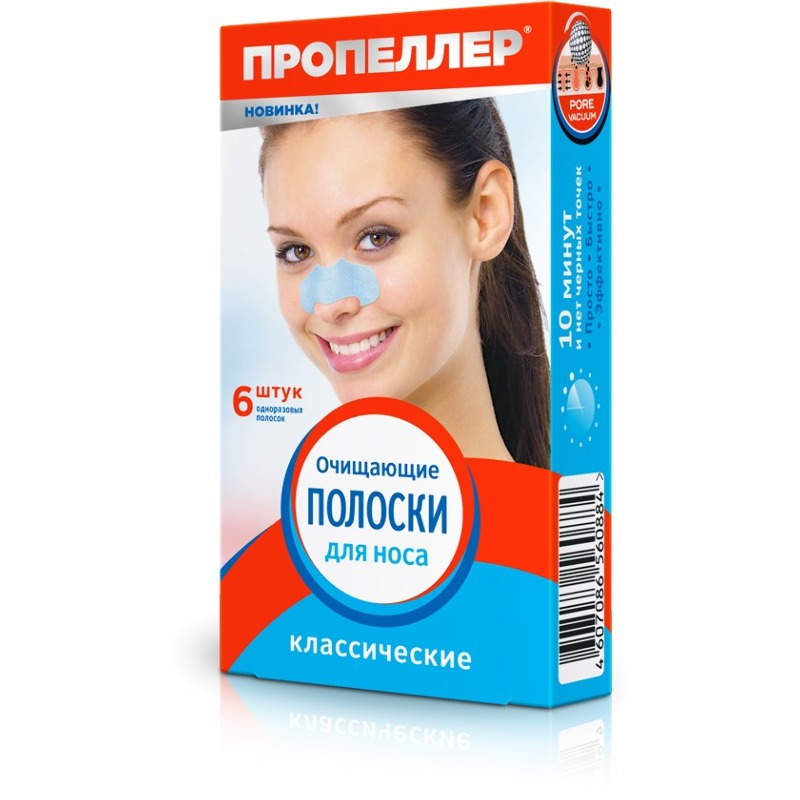 ПРОПЕЛЛЕР®
НОВИНКА!
6 штук
одноразовых
полосок
Очищающие
ПОЛОСКИ
для носа
классические
PORE
VACUUM
10 минут
и нет черных точек
• Просто • Быстро •
• Эффективно •
4 607086 560884